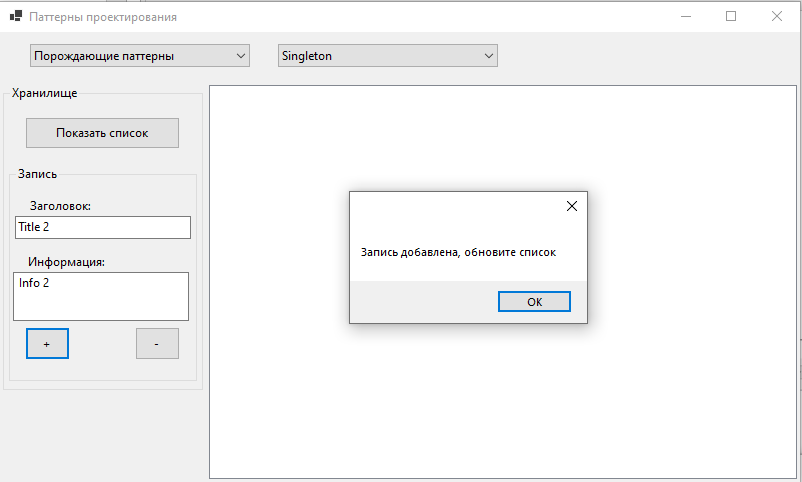 Паттерны проектирования
Порождающие паттерны
Singleton
Хранилище
Показать список
Запись
Заголовок:
Title 2
Информация:
Info 2
+
-
Запись добавлена, обновите список
OK